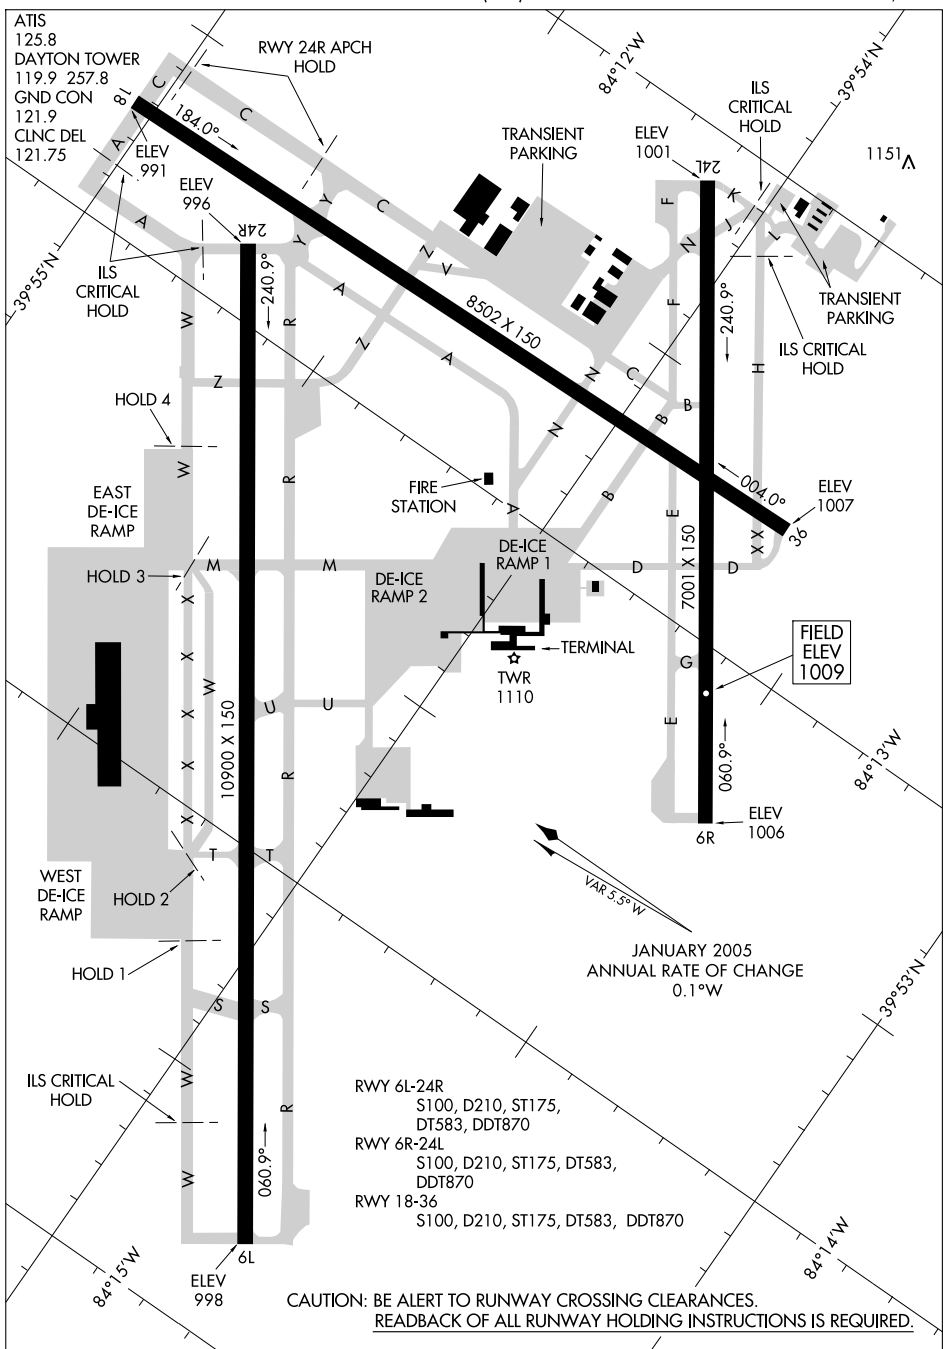 ATIS
125.8
DAYTON TOWER
119.9 257.8
GND CON
121.9
CLNC DEL
121.75
RWY 24R APCH
HOLD
84°12'W
39°54'N
ILS
CRITICAL
HOLD
TRANSIENT
PARKING
ELEV
1001
1151
18
C
184.0°
C
A
ELEV
991
ELEV
996
24R
24L
K
F
J
N
L
A
Y
Y
C
39°55'N
ILS
CRITICAL
HOLD
240.9°
A
Z
V
8502 X 150
F
240.9°
TRANSIENT
PARKING
ILS CRITICAL
HOLD
W
R
Z
A
N
C
H
Z
B
B
HOLD 4
N
W
R
EAST
DE-ICE
RAMP
FIRE
STATION
A
B
004.0°
ELEV
1007
36
E
X
X
7001 X 150
HOLD 3
M
M
DE-ICE
RAMP 1
DE-ICE
RAMP 2
D
D
X
X
X
X
X
W
TERMINAL
TWR
1110
G
FIELD
ELEV
1009
10900 X 150
U
U
E
R
060.9°
84°13'W
ELEV
1006
6R
T
T
WEST
DE-ICE
RAMP
HOLD 2
VAR 5.5° W
HOLD 1
JANUARY 2005
ANNUAL RATE OF CHANGE
0.1°W
39°53'N
S
S
ILS CRITICAL
HOLD
W
R
W
060.9°
RWY 6L-24R
S100, D210, ST175,
DT583, DDT870
RWY 6R-24L
S100, D210, ST175, DT583,
DDT870
RWY 18-36
S100, D210, ST175, DT583, DDT870
84°15'W
ELEV
998
6L
84°14'W
CAUTION: BE ALERT TO RUNWAY CROSSING CLEARANCES.
READBACK OF ALL RUNWAY HOLDING INSTRUCTIONS IS REQUIRED.